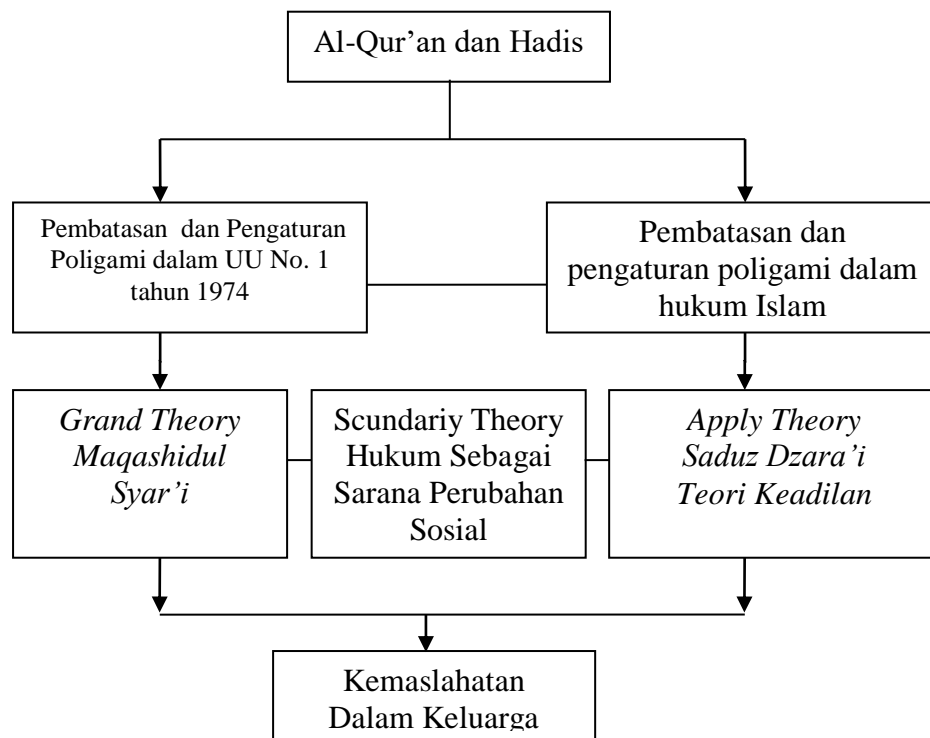 Al-Qur’an dan Hadis
Pembatasan  dan Pengaturan
Poligami dalam UU No. 1
tahun 1974
Pembatasan dan
pengaturan poligami dalam
hukum Islam
Grand Theory
Maqashidul
Syar’i
Scundariy Theory
Hukum Sebagai
Sarana Perubahan
Sosial
Apply Theory
Saduz Dzara’i
Teori Keadilan
Kemaslahatan
Dalam Keluarga